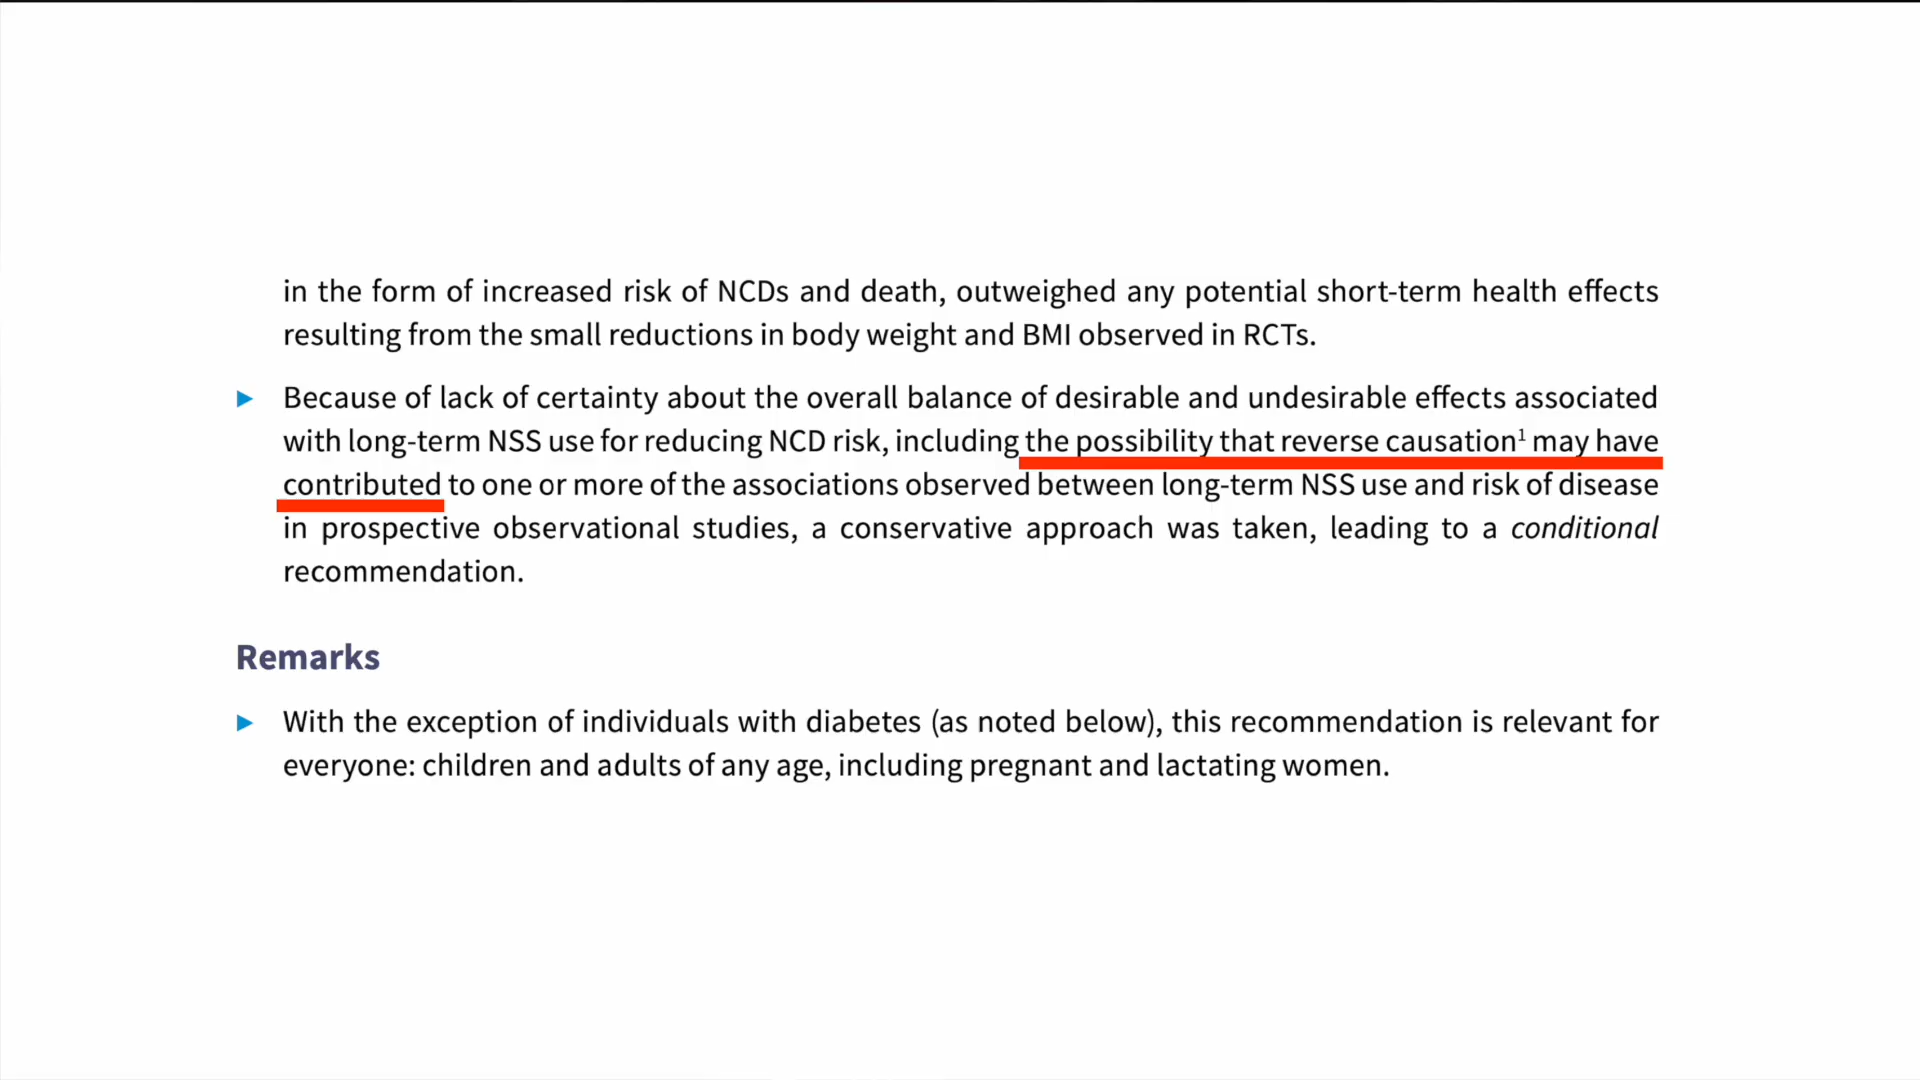 in the form of increased risk of NCDs and death, outweighed any potential short-term health effects
resulting from the small reductions in body weight and BMI observed in RCTs.
► Because of lack of certainty about the overall balance of desirable and undesirable effects associated
with long-term NSS use for reducing NCD risk, including the possibility that reverse causation¹ may have
contributed to one or more of the associations observed between long-term NSS use and risk of disease
in prospective observational studies, a conservative approach was taken, leading to a conditional
recommendation.
Remarks
► With the exception of individuals with diabetes (as noted below), this recommendation is relevant for
everyone: children and adults of any age, including pregnant and lactating women.